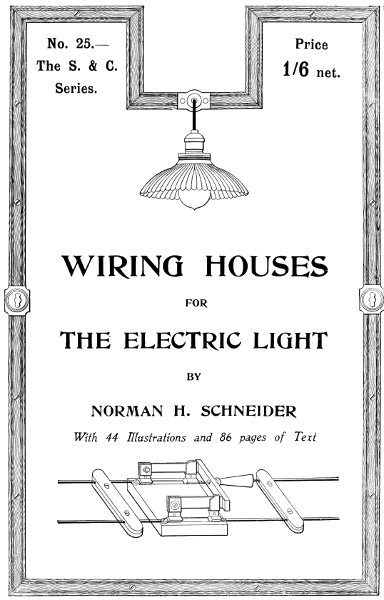 No. 25.—
The S. & C.
Series.
Price
1/6 net.
WIRING HOUSES
FOR
THE ELECTRIC LIGHT
BY
NORMAN H. SCHNEIDER
With 44 Illustrations and 86 pages of Text